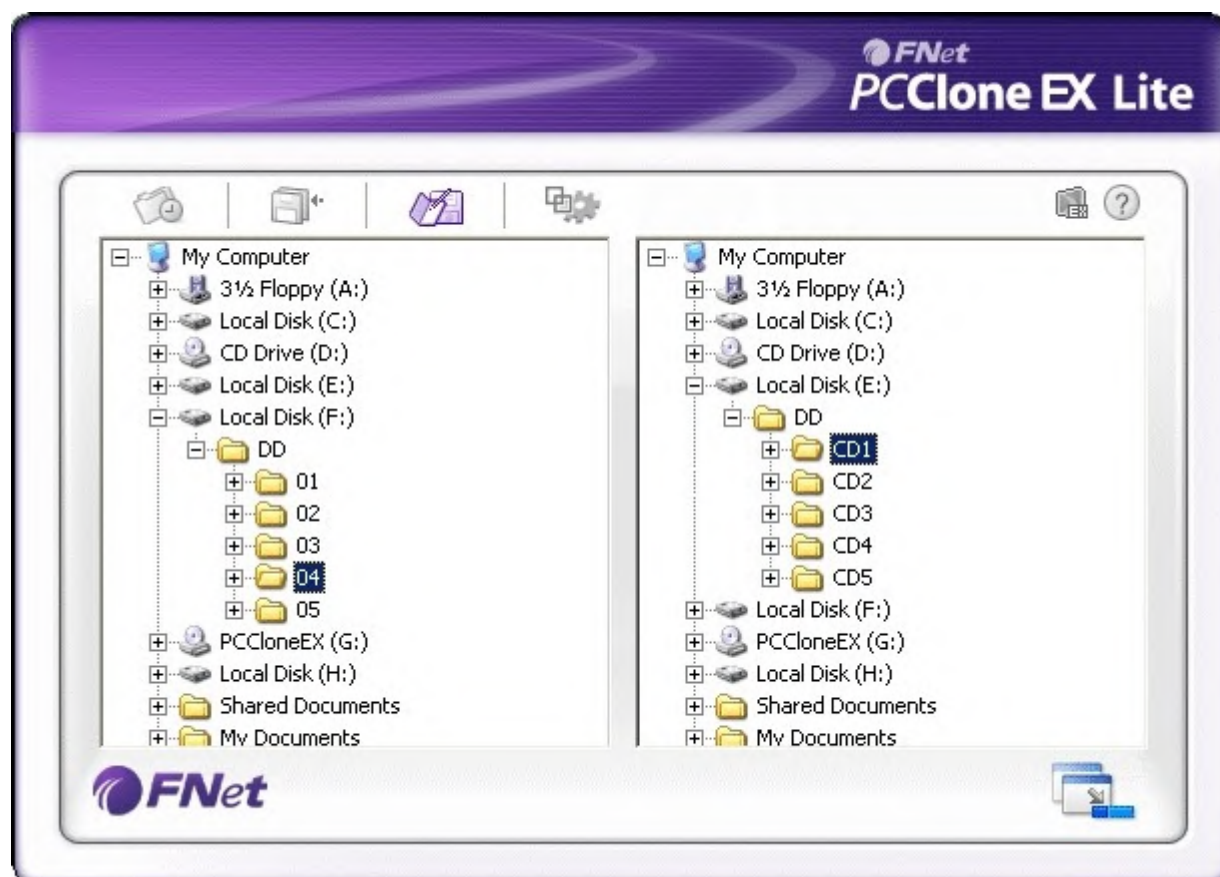 FNet
PCClone EX Lite
My Computer
3½ Floppy (A:)
Local Disk (C:)
CD Drive (D:)
Local Disk (E:)
Local Disk (F:)
DD
01
02
03
04
05
PCCloneEX (G:)
Local Disk (H:)
Shared Documents
My Documents
My Computer
3½ Floppy (A:)
Local Disk (C:)
CD Drive (D:)
Local Disk (E:)
DD
CD1
CD2
CD3
CD4
CD5
Local Disk (F:)
PCCloneEX (G:)
Local Disk (H:)
Shared Documents
My Documents
FNet